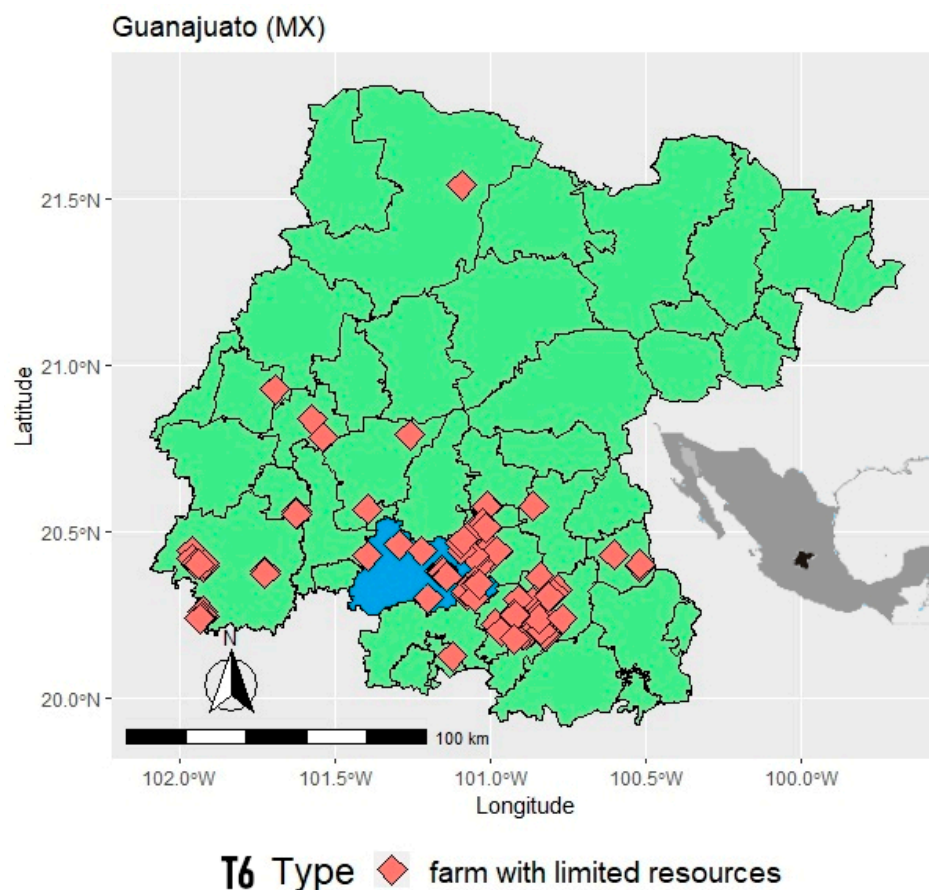 Guanajuato (MX)
21.5°N
21.0°N
20.5°N
20.0°N
Latitude
N
100 km
102.0°W
101.5°W
101.0°W
100.5°W
100.0°W
Longitude
T6 Type farm with limited resources